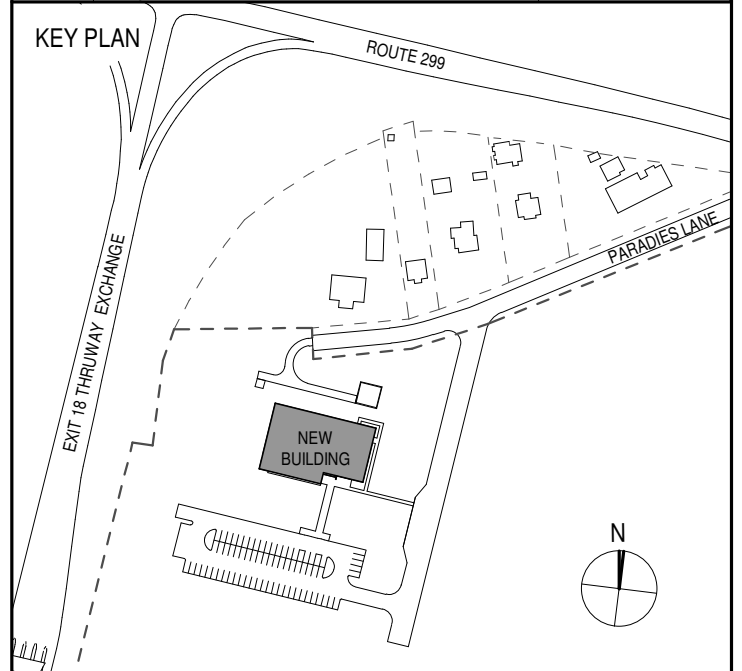 KEY PLAN
ROUTE 299
PARADIES LANE
EXIT 18 THRUWAY EXCHANGE
NEW
BUILDING
N